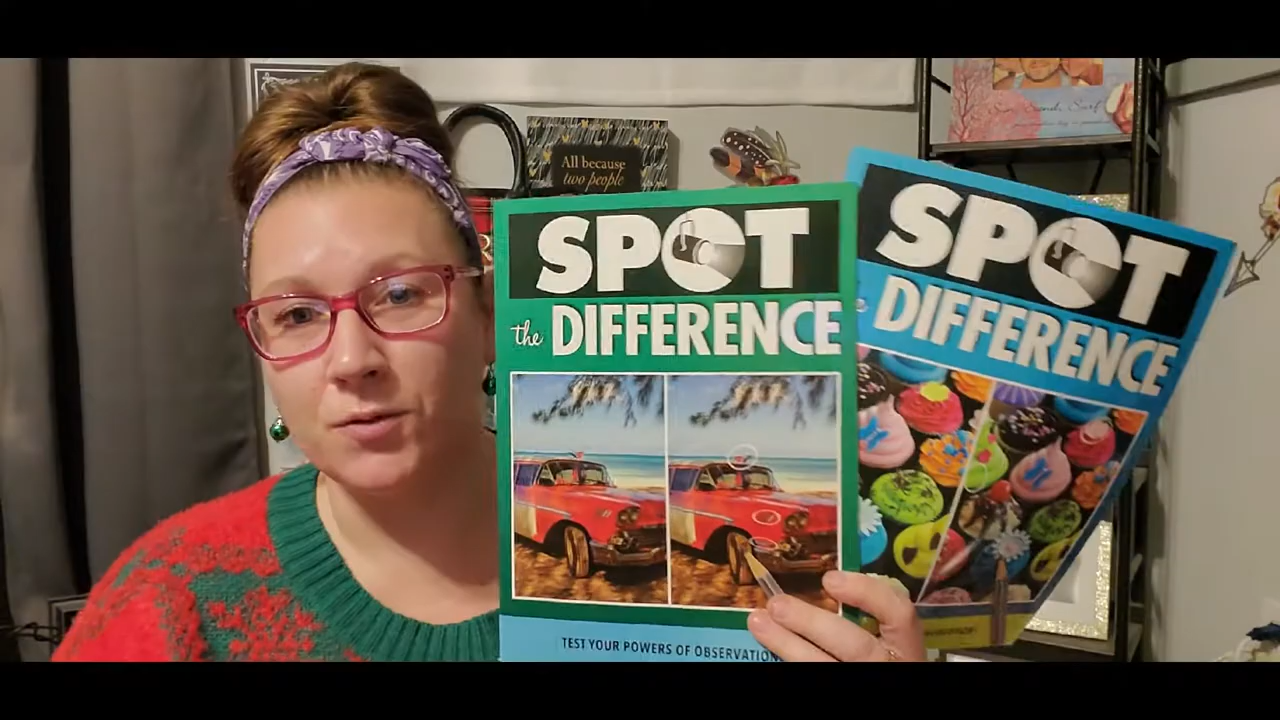 All because
two people
SPOT
the DIFFERENCE
TEST YOUR POWERS OF OBSERVATION
SPOT
DIFFERENCE